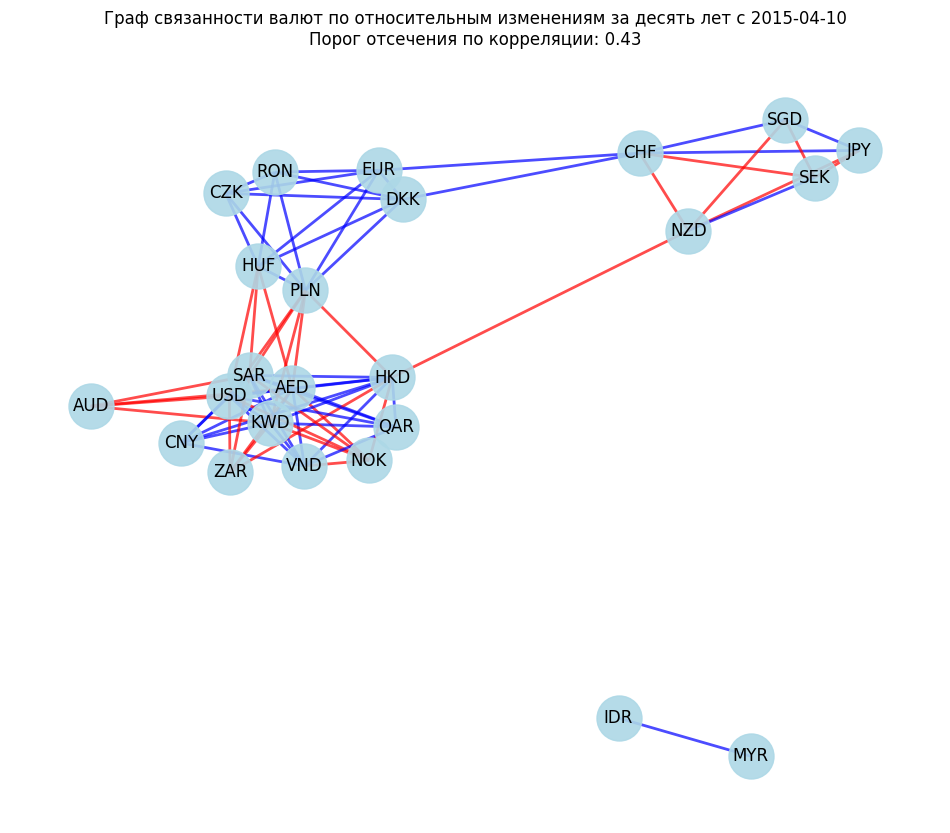 Граф связанности валют по относительным изменениям за десять лет с 2015-04-10
Порог отсечения по корреляции: 0.43
SGD
CHF
JPY
RON
EUR
SEK
CZK
DKK
NZD
HUF
PLN
SAR
HKD
AED
USD
AUD
KWD
QAR
CNY
NOK
VND
ZAR
IDR
MYR